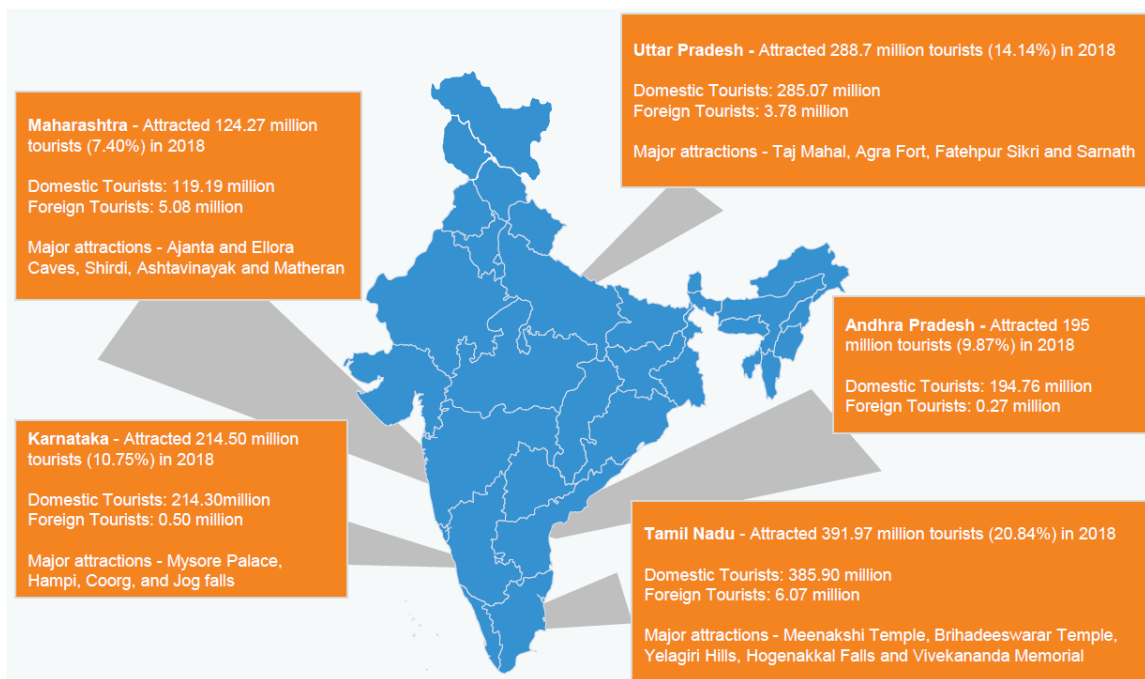 Uttar Pradesh - Attracted 288.7 million tourists (14.14%) in 2018
Domestic Tourists: 285.07 million
Foreign Tourists: 3.78 million
Major attractions - Taj Mahal, Agra Fort, Fatehpur Sikri and Sarnath
Maharashtra - Attracted 124.27 million
tourists (7.40%) in 2018
Domestic Tourists: 119.19 million
Foreign Tourists: 5.08 million
Major attractions - Ajanta and Ellora
Caves, Shirdi, Ashtavinayak and Matheran
Andhra Pradesh - Attracted 195
million tourists (9.87%) in 2018
Domestic Tourists: 194.76 million
Foreign Tourists: 0.27 million
Karnataka - Attracted 214.50 million
tourists (10.75%) in 2018
Domestic Tourists: 214.30million
Foreign Tourists: 0.50 million
Major attractions - Mysore Palace,
Hampi, Coorg, and Jog falls
Tamil Nadu - Attracted 391.97 million tourists (20.84%) in 2018
Domestic Tourists: 385.90 million
Foreign Tourists: 6.07 million
Major attractions - Meenakshi Temple, Brihadeeswarar Temple,
Yelagiri Hills, Hogenakkal Falls and Vivekananda Memorial